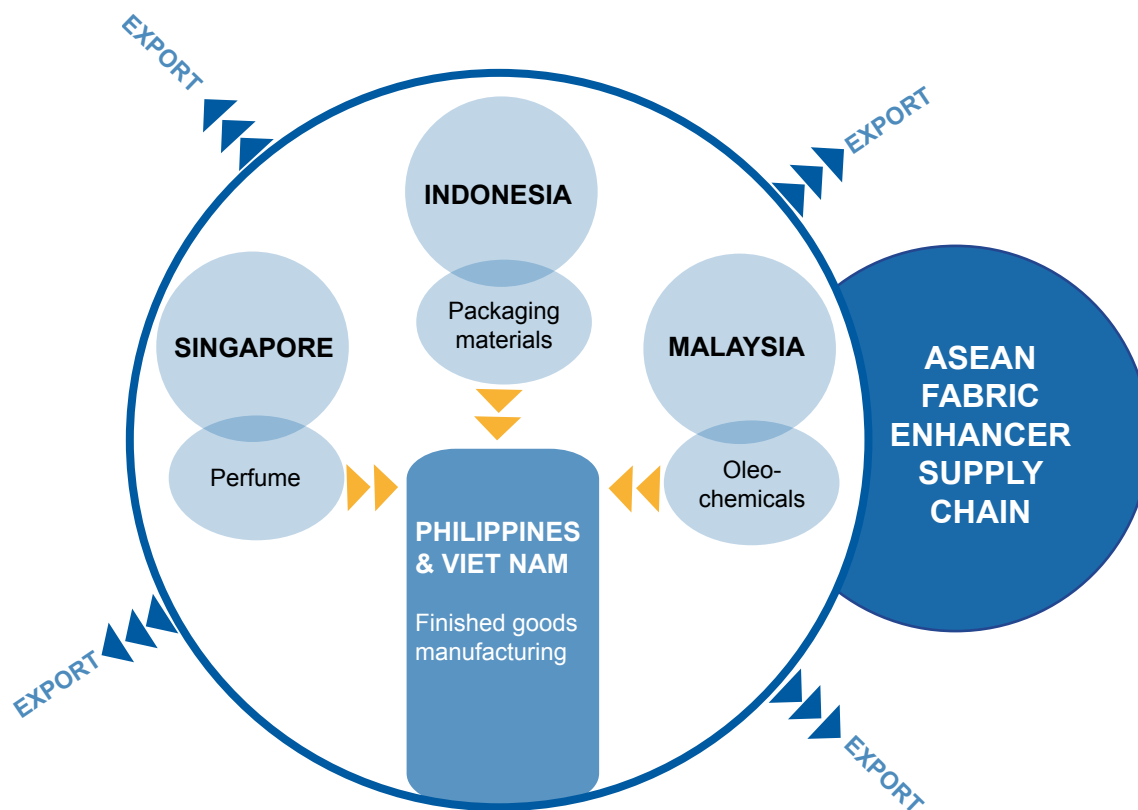 EXPORT
EXPORT
INDONESIA
Packaging
materials
SINGAPORE
Perfume
MALAYSIA
Oleo-
chemicals
PHILIPPINES
& VIET NAM
Finished goods
manufacturing
ASEAN
FABRIC
ENHANCER
SUPPLY
CHAIN
EXPORT
EXPORT